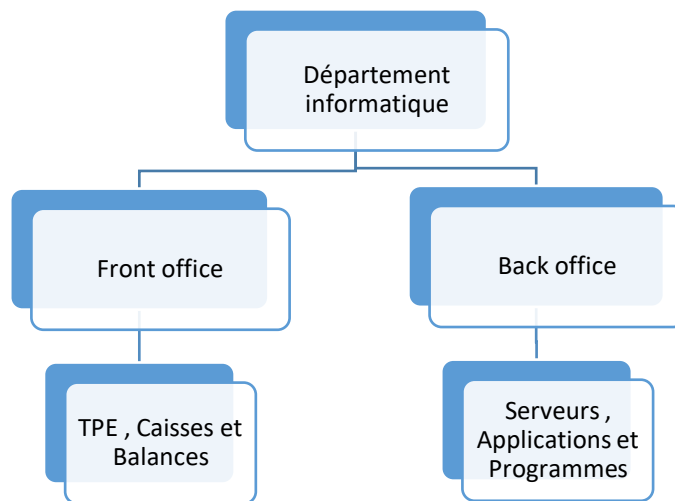 Département
informatique
Front office
Back office
TPE , Caisses et
Balances
Serveurs ,
Applications et
Programmes